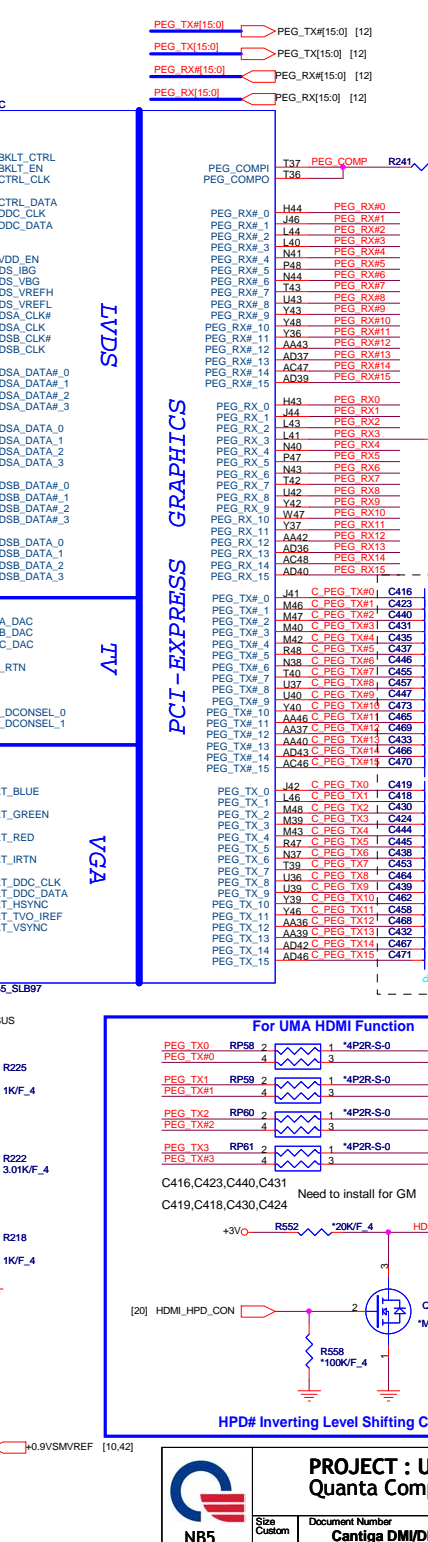 PEG_TX#[15:0] PEG_TX#[15:0] [12]
PEG_TX[15:0] PEG_TX[15:0] [12]
PEG_RX#[15:0] PEG_RX#[15:0] [12]
PEG_RX[15:0] PEG_RX[15:0] [12]
BKLT_CTRL
BKLT_EN
CTRL_CLK
CTRL_DATA
DDC_CLK
DDC_DATA
VDD_EN
DS_IBG
DS_VBG
DS_VREFH
DS_VREFL
DSA_CLK#
DSA_CLK
DSB_CLK#
DSB_CLK
DSA_DATA#_0
DSA_DATA#_1
DSA_DATA#_2
DSA_DATA#_3
DSA_DATA_0
DSA_DATA_1
DSA_DATA_2
DSA_DATA_3
DSB_DATA#_0
DSB_DATA#_1
DSB_DATA#_2
DSB_DATA#_3
DSB_DATA_0
DSB_DATA_1
DSB_DATA_2
DSB_DATA_3
LVDS
A_DAC
B_DAC
C_DAC
_RTN
_DCONSEL_0
_DCONSEL_1
TV
T_BLUE
T_GREEN
T_RED
T_IRTN
T_DDC_CLK
T_DDC_DATA
T_HSYNC
T_TVO_IREF
T_VSYNC
VGA
5_SLB97
PCI-EXPRESS GRAPHICS
PEG_COMPI T37 PEG_COMP R241
PEG_COMPO T36
PEG_RX#_0 H44 PEG_RX#0
PEG_RX#_1 J46 PEG_RX#1
PEG_RX#_2 L44 PEG_RX#2
PEG_RX#_3 L40 PEG_RX#3
PEG_RX#_4 N41 PEG_RX#4
PEG_RX#_5 P48 PEG_RX#5
PEG_RX#_6 N44 PEG_RX#6
PEG_RX#_7 T43 PEG_RX#7
PEG_RX#_8 U43 PEG_RX#8
PEG_RX#_9 Y43 PEG_RX#9
PEG_RX#_10 Y48 PEG_RX#10
PEG_RX#_11 Y36 PEG_RX#11
PEG_RX#_12 AA43 PEG_RX#12
PEG_RX#_13 AD37 PEG_RX#13
PEG_RX#_14 AC47 PEG_RX#14
PEG_RX#_15 AD39 PEG_RX#15
PEG_RX_0 H43 PEG_RX0
PEG_RX_1 J44 PEG_RX1
PEG_RX_2 L43 PEG_RX2
PEG_RX_3 L41 PEG_RX3
PEG_RX_4 N40 PEG_RX4
PEG_RX_5 P47 PEG_RX5
PEG_RX_6 N43 PEG_RX6
PEG_RX_7 T42 PEG_RX7
PEG_RX_8 U42 PEG_RX8
PEG_RX_9 Y42 PEG_RX9
PEG_RX_10 W47 PEG_RX10
PEG_RX_11 Y37 PEG_RX11
PEG_RX_12 AA42 PEG_RX12
PEG_RX_13 AD36 PEG_RX13
PEG_RX_14 AC48 PEG_RX14
PEG_RX_15 AD40 PEG_RX15
PEG_TX#_0 J41 C_PEG_TX#0 C416
PEG_TX#_1 M46 C_PEG_TX#1 C423
PEG_TX#_2 M47 C_PEG_TX#2 C440
PEG_TX#_3 M40 C_PEG_TX#3 C431
PEG_TX#_4 M42 C_PEG_TX#4 C435
PEG_TX#_5 R48 C_PEG_TX#5 C437
PEG_TX#_6 N38 C_PEG_TX#6 C446
PEG_TX#_7 T40 C_PEG_TX#7 C455
PEG_TX#_8 U37 C_PEG_TX#8 C457
PEG_TX#_9 U40 C_PEG_TX#9 C447
PEG_TX#_10 Y40 C_PEG_TX#10 C473
PEG_TX#_11 AA46 C_PEG_TX#11 C465
PEG_TX#_12 AA37 C_PEG_TX#12 C469
PEG_TX#_13 AA40 C_PEG_TX#13 C433
PEG_TX#_14 AD43 C_PEG_TX#14 C466
PEG_TX#_15 AC46 C_PEG_TX#15 C470
PEG_TX_0 J42 C_PEG_TX0 C419
PEG_TX_1 L46 C_PEG_TX1 C418
PEG_TX_2 M48 C_PEG_TX2 C430
PEG_TX_3 M39 C_PEG_TX3 C424
PEG_TX_4 M43 C_PEG_TX4 C444
PEG_TX_5 R47 C_PEG_TX5 C445
PEG_TX_6 N37 C_PEG_TX6 C438
PEG_TX_7 T39 C_PEG_TX7 C453
PEG_TX_8 U36 C_PEG_TX8 C464
PEG_TX_9 U39 C_PEG_TX9 C439
PEG_TX_10 Y39 C_PEG_TX10 C462
PEG_TX_11 Y46 C_PEG_TX11 C458
PEG_TX_12 AA36 C_PEG_TX12 C468
PEG_TX_13 AA39 C_PEG_TX13 C432
PEG_TX_14 AD42 C_PEG_TX14 C467
PEG_TX_15 AD46 C_PEG_TX15 C471
R225
1K/F_4
R222
3.01K/F_4
R218
1K/F_4
For UMA HDMI Function
PEG_TX0 RP58 2 1 *4P2R-S-0
PEG_TX#0 4 3
PEG_TX1 RP59 2 1 *4P2R-S-0
PEG_TX#1 4 3
PEG_TX2 RP60 2 1 *4P2R-S-0
PEG_TX#2 4 3
PEG_TX3 RP61 2 1 *4P2R-S-0
PEG_TX#3 4 3
C416,C423,C440,C431
C419,C418,C430,C424
Need to install for GM
+3V R552 *20K/F_4 HD
3
[20] HDMI_HPD_CON 2 Q
*M
1
R558
*100K/F_4
HPD# Inverting Level Shifting C
+0.9VSMVREF [10,42]
PROJECT : U
Quanta Comp
NB5
Size
Custom
Document Number
Cantiga DMI/DI